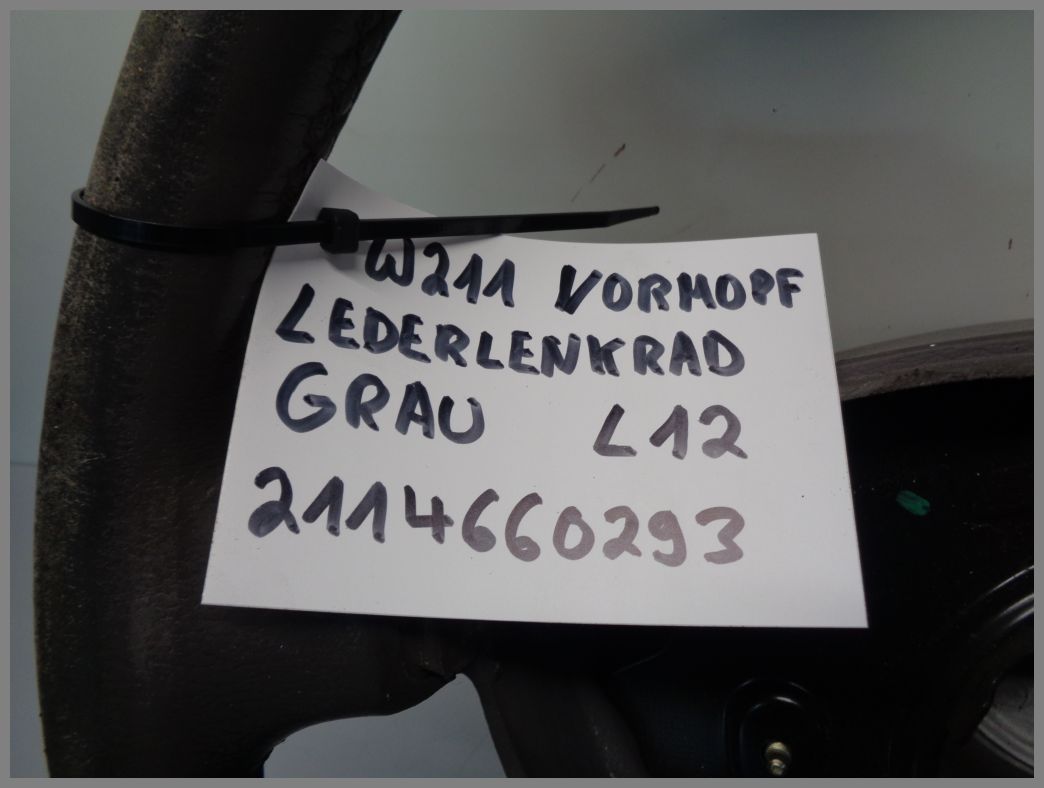 W211 VORMOPF
LEDERLENKRAD
GRAU L12
2114660293